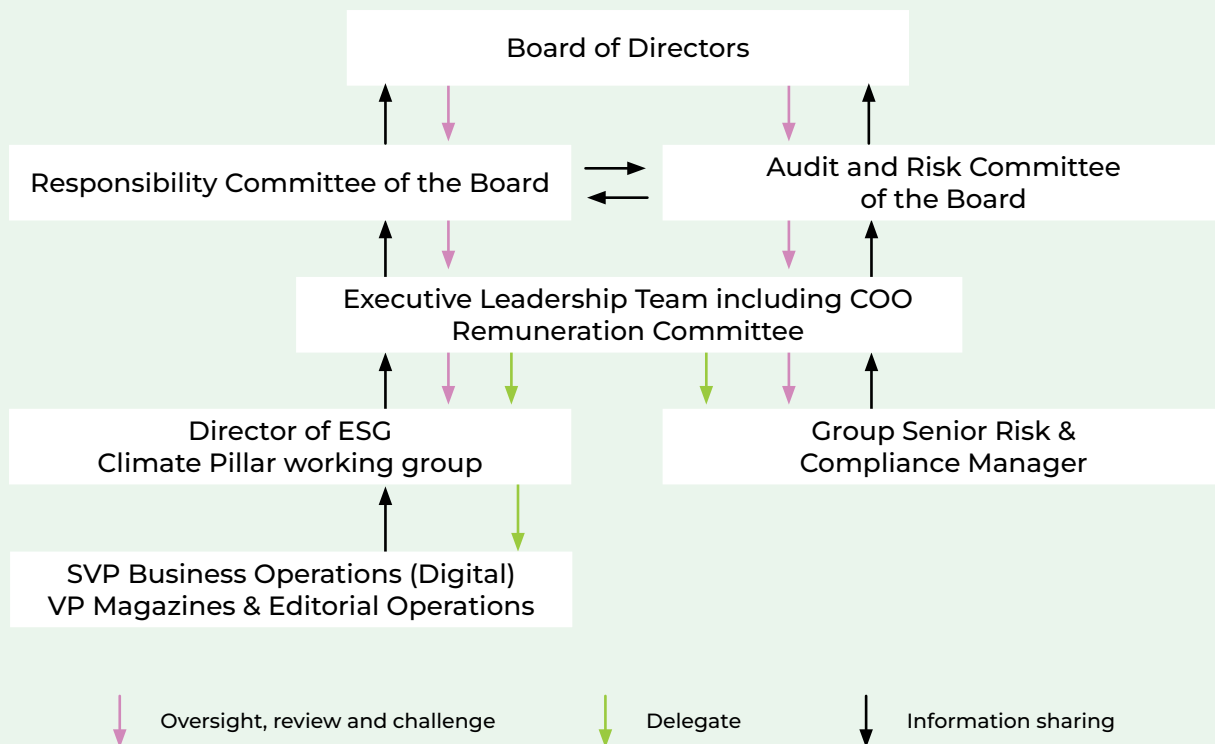 Board of Directors
Responsibility Committee of the Board
Audit and Risk Committee
of the Board
Executive Leadership Team including COO
Remuneration Committee
Director of ESG
Climate Pillar working group
Group Senior Risk &
Compliance Manager
SVP Business Operations (Digital)
VP Magazines & Editorial Operations
Oversight, review and challenge
Delegate
Information sharing